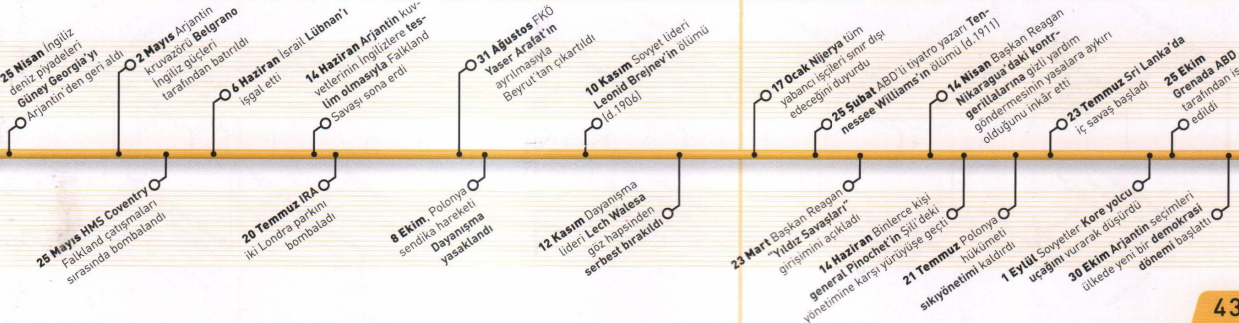 25 Nisan İngiliz
deniz piyadeleri
Güney Georgia'yı
Arjantin'den geri aldı
2 Mayıs Arjantin
kruvazörü Belgrano
İngiliz güçleri
tarafından batırıldı
6 Haziran İsrail Lübnan'ı
işgal etti
14 Haziran Arjantin kuv-
vetlerinin İngilizlere tes-
lim olmasıyla Falkland
Savaşı sona erdi
31 Ağustos FKÖ
Yaser Arafat'ın
ayrılmasıyla
Beyrut'tan çıkartıldı
10 Kasım Sovyet lideri
Leonid Brejnev'in ölümü
[d.1906]
17 Ocak Nijerya tüm
yabancı işçileri sınır dışı
edeceğini duyurdu
25 Şubat ABD'li tiyatro yazarı Ten-
nessee Williams'ın ölümü [d.1911]
14 Nisan Başkan Reagan
Nikaragua'daki kontr-
gerillalarına gizli yardım
göndermesinin yasalara aykırı
olduğunu inkâr etti
23 Temmuz Sri Lanka'da
iç savaş başladı
25 Ekim
Grenada ABD
tarafından
edildi
25 Mayıs HMS Coventry
Falkland çatışmaları
sırasında bombalandı
20 Temmuz IRA
iki Londra parkını
bombaladı
8 Ekim, Polonya
sendika hareketi
Dayanışma
yasaklandı
12 Kasım Dayanışma
lideri Lech Walesa
göz hapsinden
serbest bırakıldı
23 Mart Başkan Reagan
"Yıldız Savaşları"
girişimini açıkladı
14 Haziran Binlerce kişi
general Pinochet'in Şili'deki
yönetimine karşı yürüyüşe geçti
21 Temmuz Polonya
hükümeti
sıkıyönetimi kaldırdı
1 Eylül Sovyetler Kore yolcu
uçağını vurarak düşürdü
30 Ekim Arjantin seçimleri
ülkede yeni bir demokrasi
dönemi başlattı
43